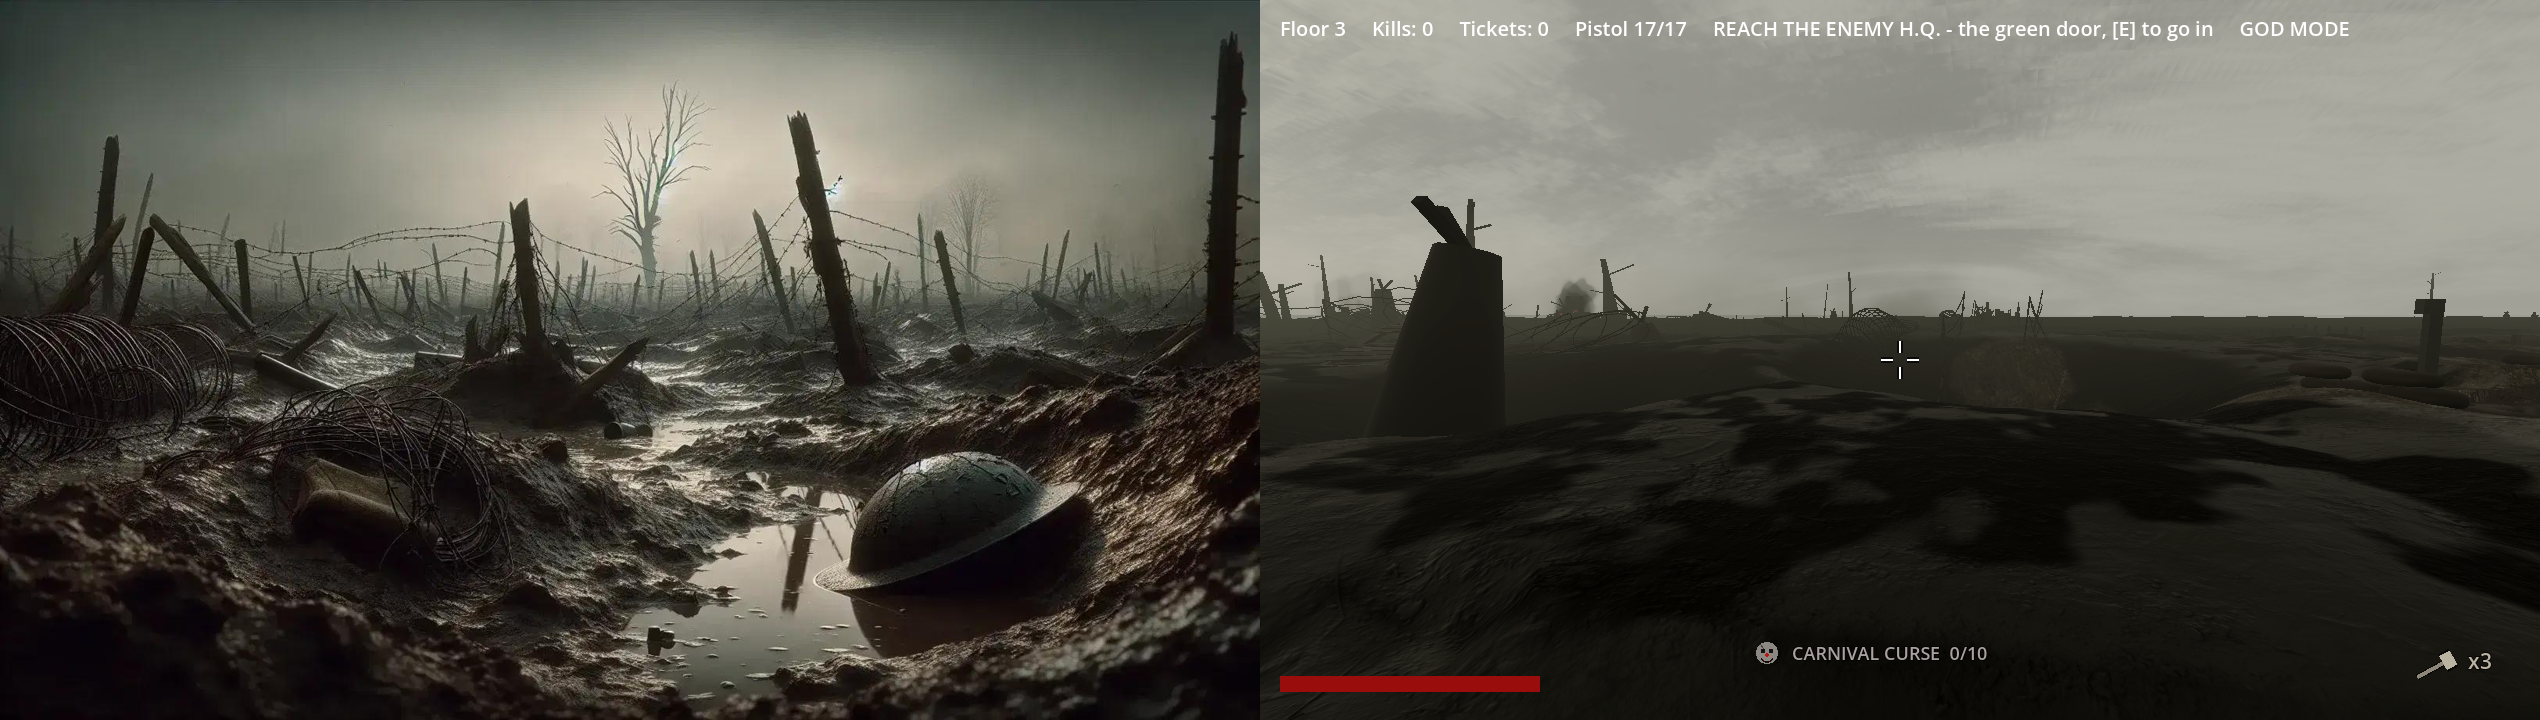 Floor 3 Kills: 0 Tickets: 0 Pistol 17/17 REACH THE ENEMY H.Q. - the green door, [E] to go in GOD MODE
CARNIVAL CURSE 0/10
x3